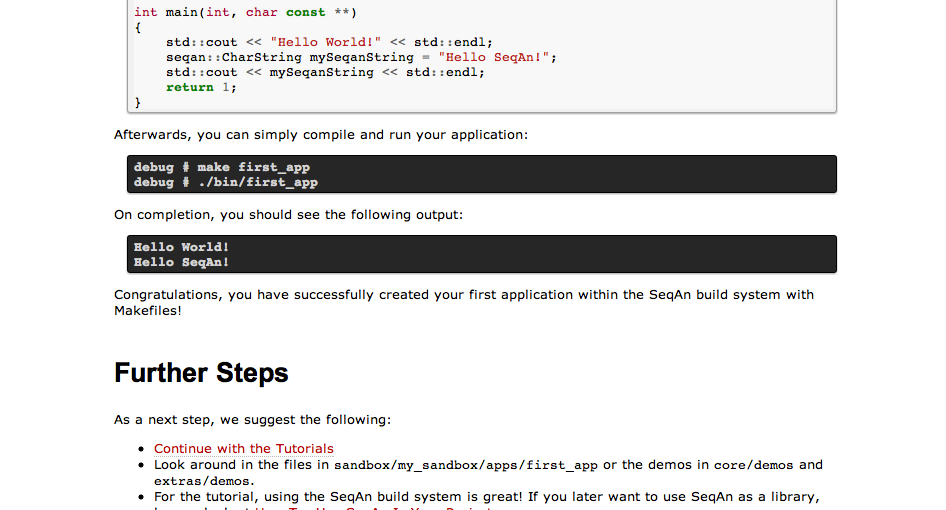 int main(int, char const **)
{
    std::cout << "Hello World!" << std::endl;
    seqan::CharString mySeqanString = "Hello SeqAn!";
    std::cout << mySeqanString << std::endl;
    return 1;
}
Afterwards, you can simply compile and run your application:
debug # make first_app
debug # ./bin/first_app
On completion, you should see the following output:
Hello World!
Hello SeqAn!
Congratulations, you have successfully created your first application within the SeqAn build system with
Makefiles!
Further Steps
As a next step, we suggest the following:
• Continue with the Tutorials
• Look around in the files in sandbox/my_sandbox/apps/first_app or the demos in core/demos and
extras/demos.
• For the tutorial, using the SeqAn build system is great! If you later want to use SeqAn as a library,